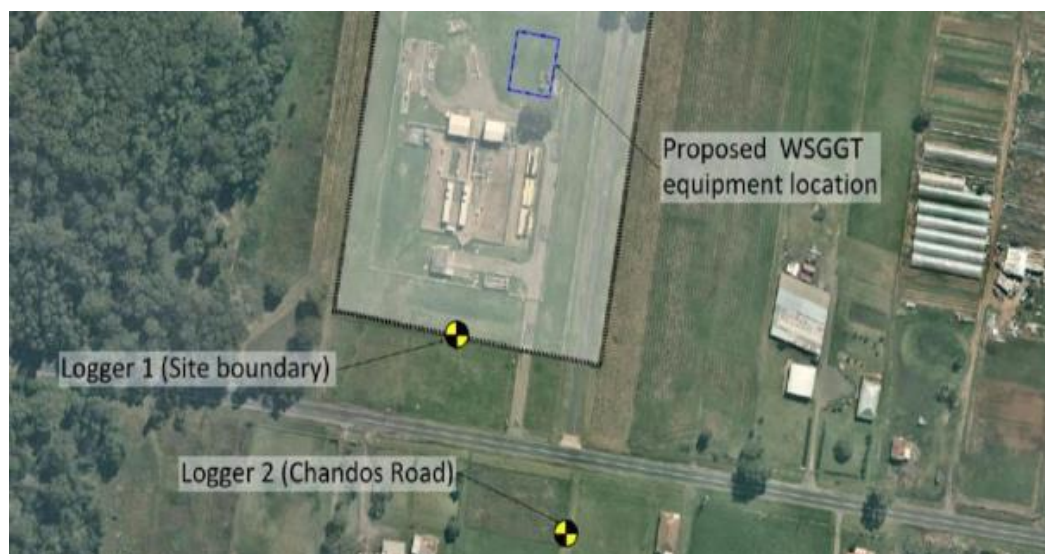 Proposed WSGGT
equipment location
Logger 1 (Site boundary)
Logger 2 (Chandos Road)